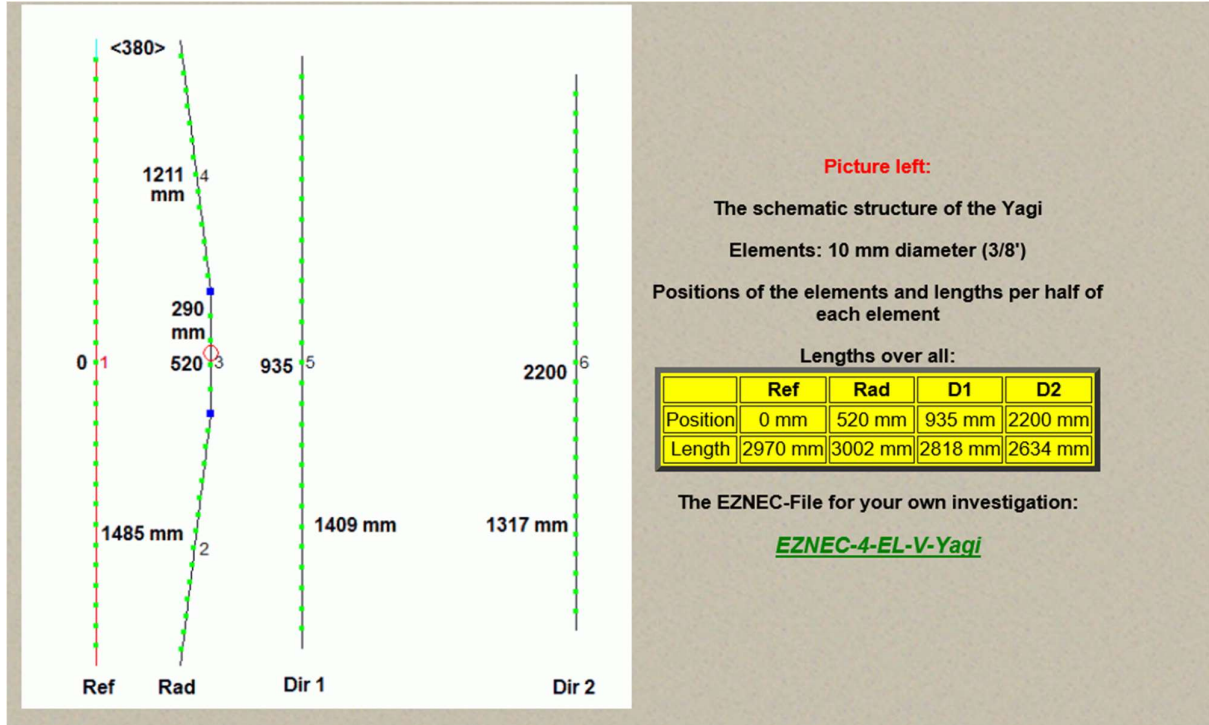 <380>
1211
mm
4
290
mm
0
1
520
3
935
5
2200
6
1485 mm
2
1409 mm
1317 mm
Ref
Rad
Dir 1
Dir 2
Picture left:
The schematic structure of the Yagi
Elements: 10 mm diameter (3/8')
Positions of the elements and lengths per half of
each element
Lengths over all:
Ref Rad D1 D2
Position 0 mm 520 mm 935 mm 2200 mm
Length 2970 mm 3002 mm 2818 mm 2634 mm
The EZNEC-File for your own investigation:
EZNEC-4-EL-V-Yagi